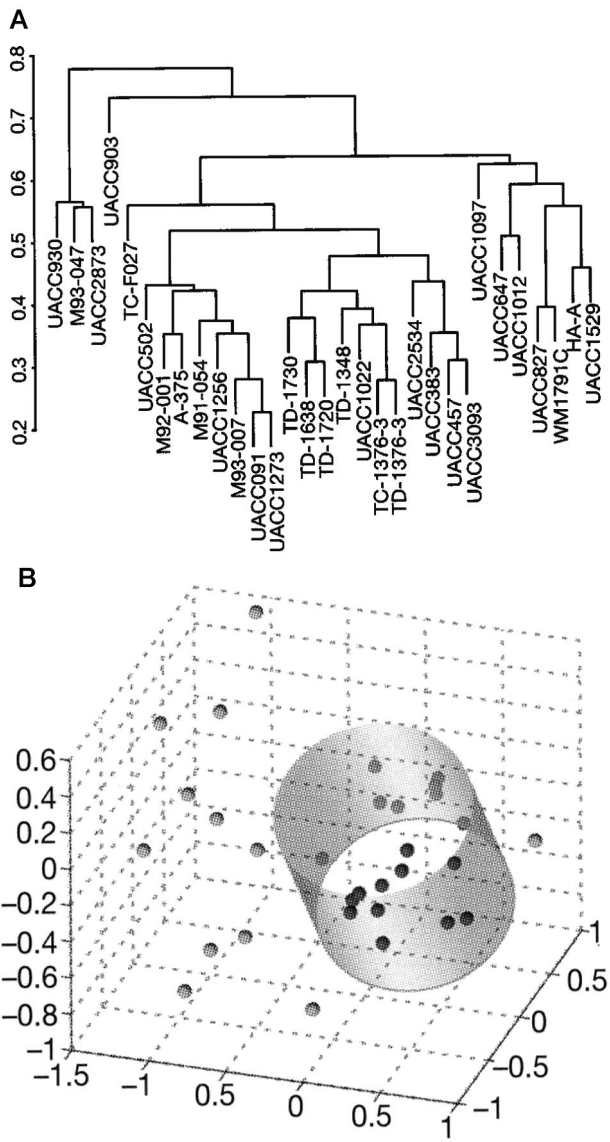 A
0.8
0.7
0.6
0.5
0.4
0.3
0.2
UACC930
M93-047
UACC2873
UACC903
TC-F027
UACC502
M92-001
A-375
M91-054
UACC1256
M93-007
UACC091
UACC1273
TD-1730
TD-1638
TD-1720
TD-1348
UACC1022
TC-1376-3
TD-1376-3
UACC2534
UACC383
UACC457
UACC3093
UACC1097
UACC647
UACC1012
UACC827
WM1791C
HA-A
UACC1529
B
0.6
0.4
0.2
0
−0.2
−0.4
−0.6
−0.8
−1
−1.5
−1
0.5
0
0.5
1
−1
−0.5
0
0.5
1